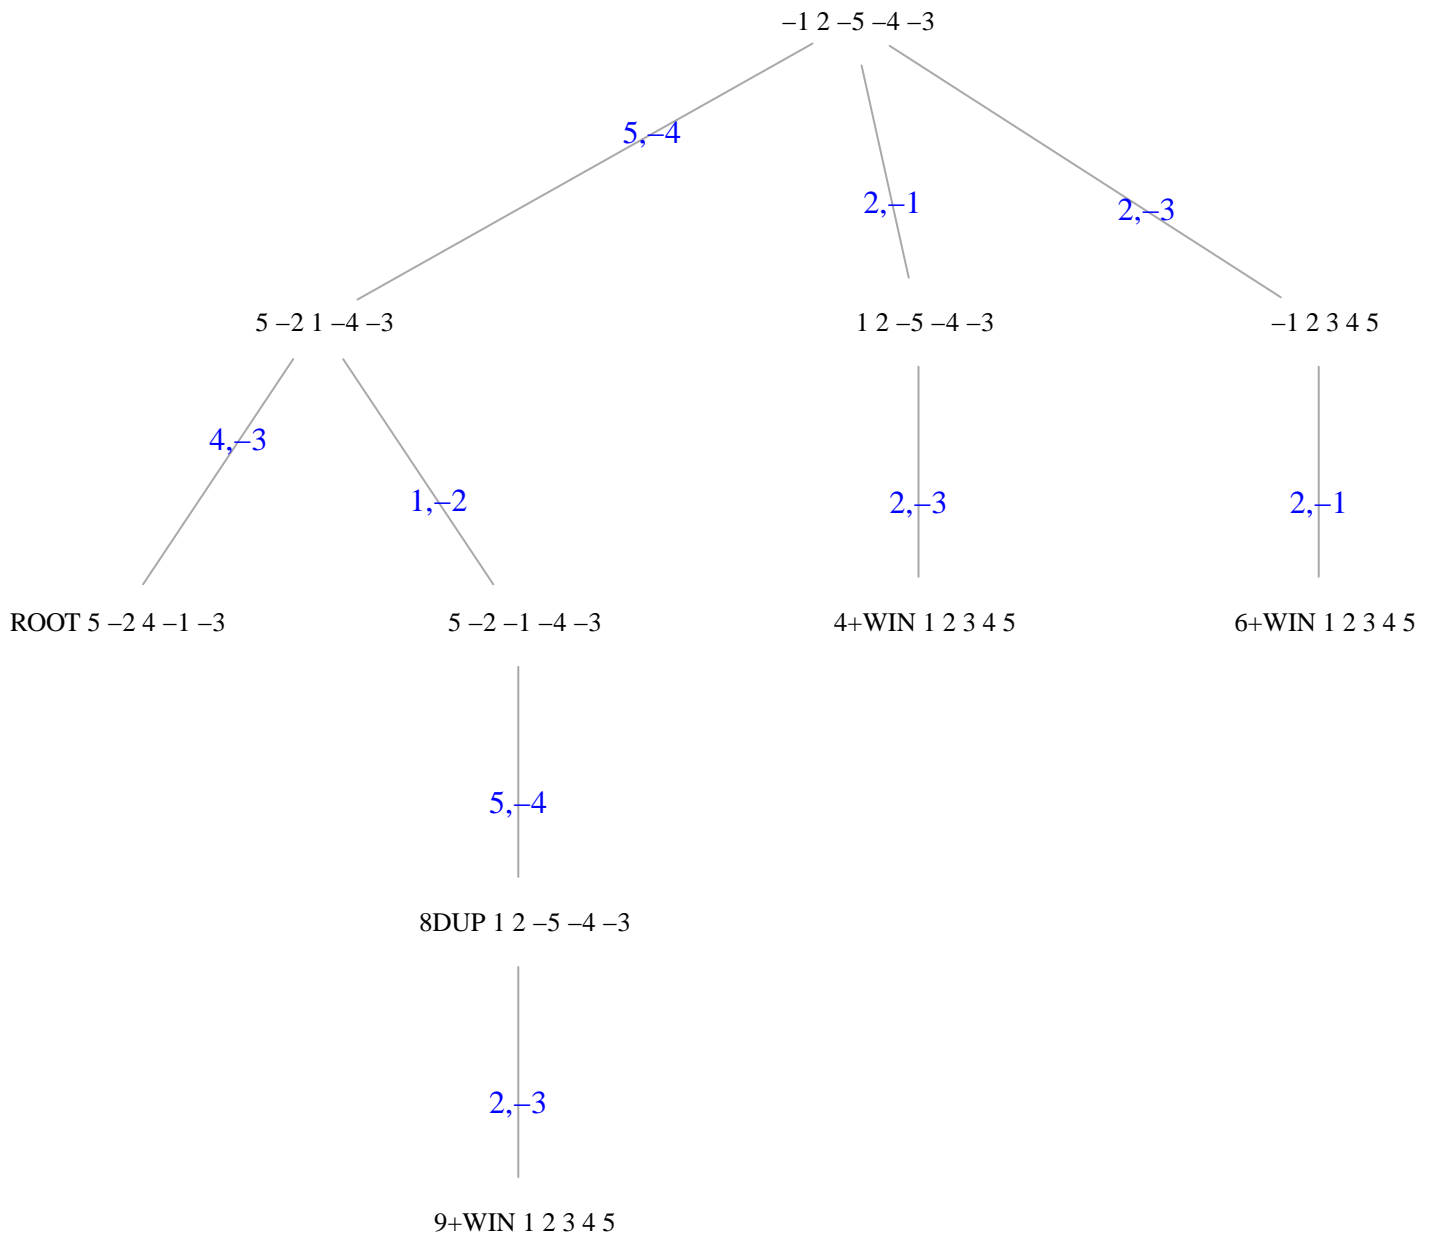 –1 2 –5 –4 –3
5,–4
2,–1
2,–3
5 –2 1 –4 –3
1 2 –5 –4 –3
–1 2 3 4 5
4,–3
1,–2
2,–3
2,–1
ROOT 5 –2 4 –1 –3
5 –2 –1 –4 –3
4+WIN 1 2 3 4 5
6+WIN 1 2 3 4 5
5,–4
8DUP 1 2 –5 –4 –3
2,–3
9+WIN 1 2 3 4 5